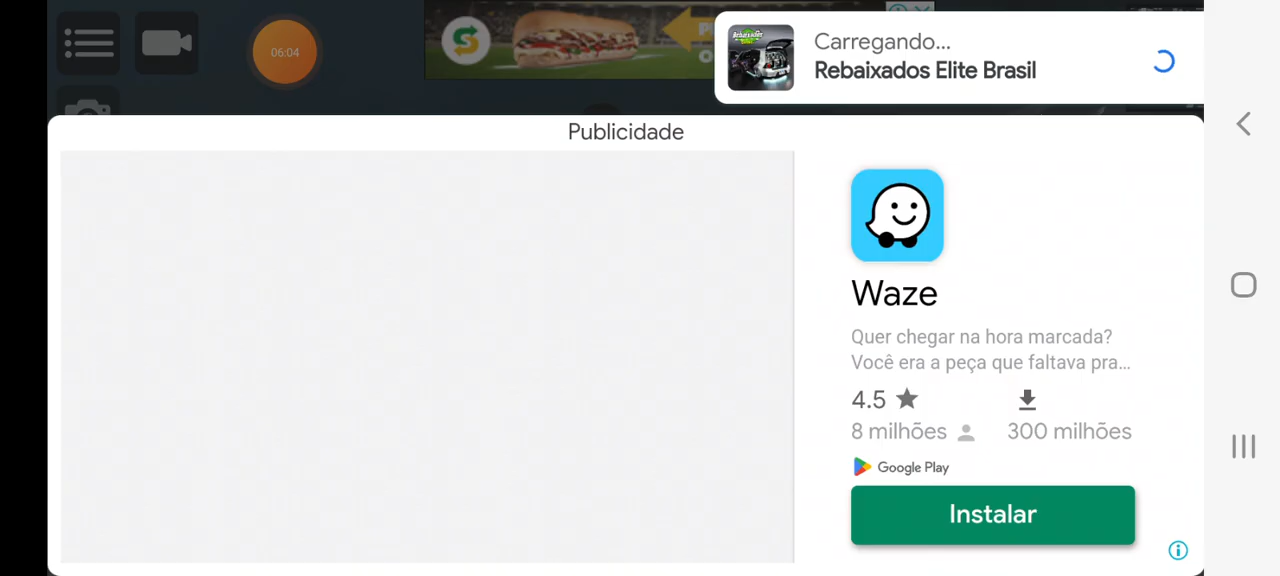 06:04
Carregando...
Rebaixados Elite Brasil
Publicidade
Waze
Quer chegar na hora marcada?
Você era a peça que faltava pra...
4.5
8 milhões
300 milhões
Google Play
Instalar